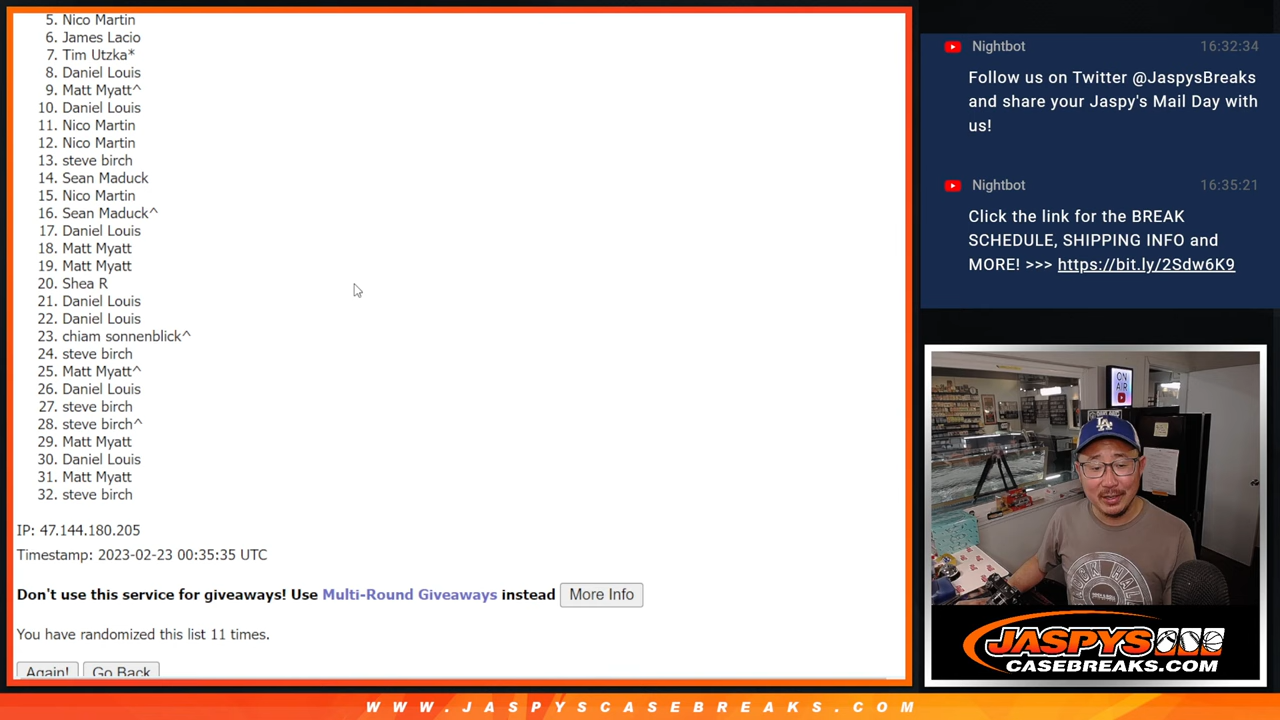 5. Nico Martin
6. James Lacio
7. Tim Utzka*
8. Daniel Louis
9. Matt Myatt^
10. Daniel Louis
11. Nico Martin
12. Nico Martin
13. steve birch
14. Sean Maduck
15. Nico Martin
16. Sean Maduck^
17. Daniel Louis
18. Matt Myatt
19. Matt Myatt
20. Shea R
21. Daniel Louis
22. Daniel Louis
23. chiam sonnenblick^
24. steve birch
25. Matt Myatt^
26. Daniel Louis
27. steve birch
28. steve birch^
29. Matt Myatt
30. Daniel Louis
31. Matt Myatt
32. steve birch
IP: 47.144.180.205
Timestamp: 2023-02-23 00:35:35 UTC
Don't use this service for giveaways! Use Multi-Round Giveaways instead More Info
You have randomized this list 11 times.
Again! Go Back
Nightbot 16:32:34
Follow us on Twitter @JaspysBreaks
and share your Jaspy's Mail Day with
us!
Nightbot 16:35:21
Click the link for the BREAK
SCHEDULE, SHIPPING INFO and
MORE! >>> https://bit.ly/2Sdw6K9
ON
AIR
LA
JASPYS
CASEBREAKS.COM
WWW.JASPYSCASEBREAKS.COM